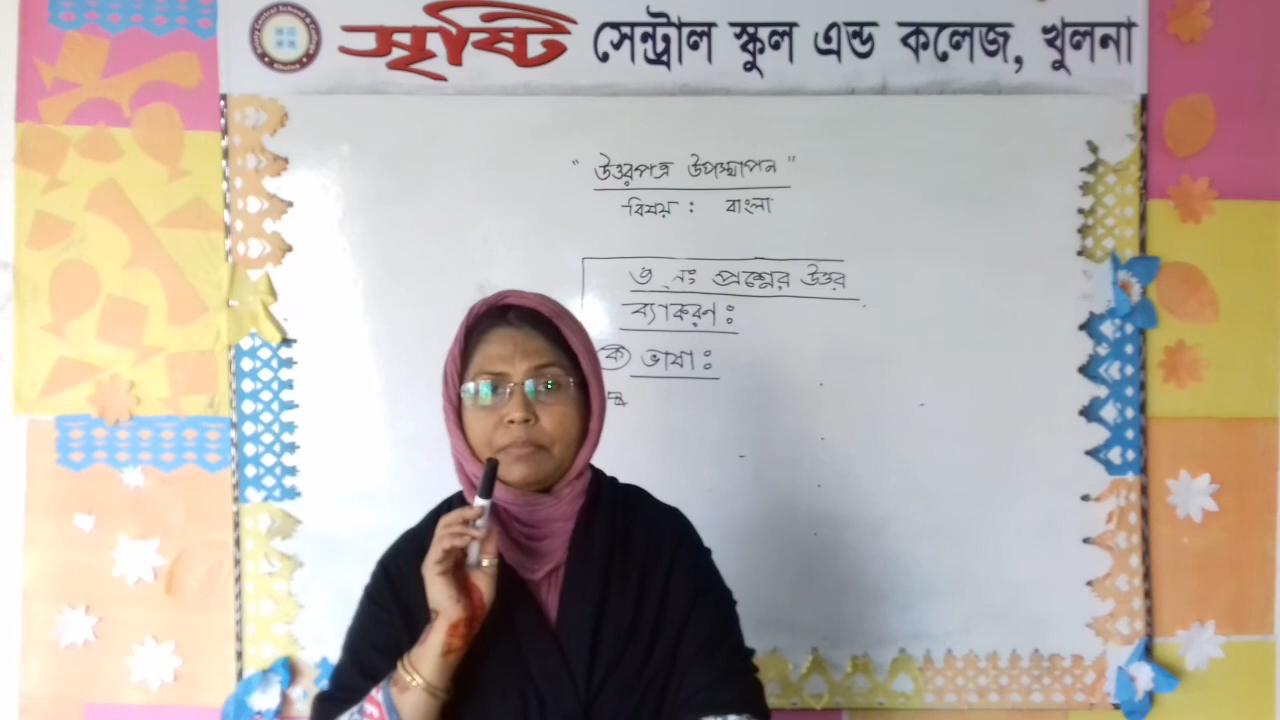 সৃষ্টি সেন্ট্রাল স্কুল এন্ড কলেজ, খুলনা
" উত্তরপত্র উপস্থাপন "
বিষয় : বাংলা
৩ নং প্রশ্নের উত্তর
ব্যাকরণ :
ক ভাষা :